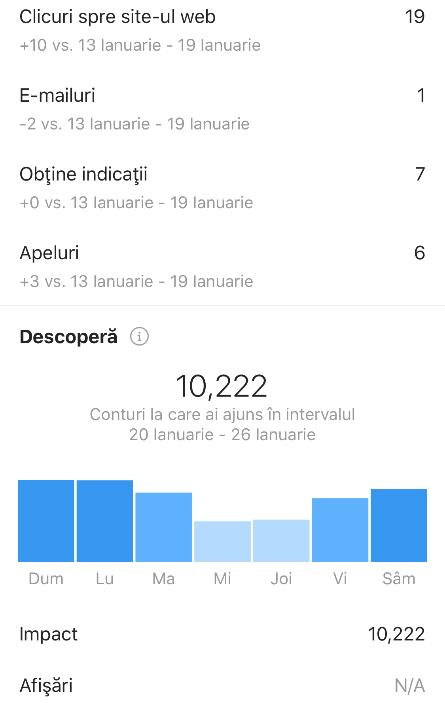 Clicuri spre site-ul web 19
+10 vs. 13 Ianuarie - 19 Ianuarie
E-mailuri 1
-2 vs. 13 Ianuarie - 19 Ianuarie
Obţine indicaţii 7
+0 vs. 13 Ianuarie - 19 Ianuarie
Apeluri 6
+3 vs. 13 Ianuarie - 19 Ianuarie
Descoperă i
10,222
Conturi la care ai ajuns în intervalul
20 Ianuarie - 26 Ianuarie
Dum Lu Ma Mi Joi Vi Sâm
Impact 10,222
Afişări N/A